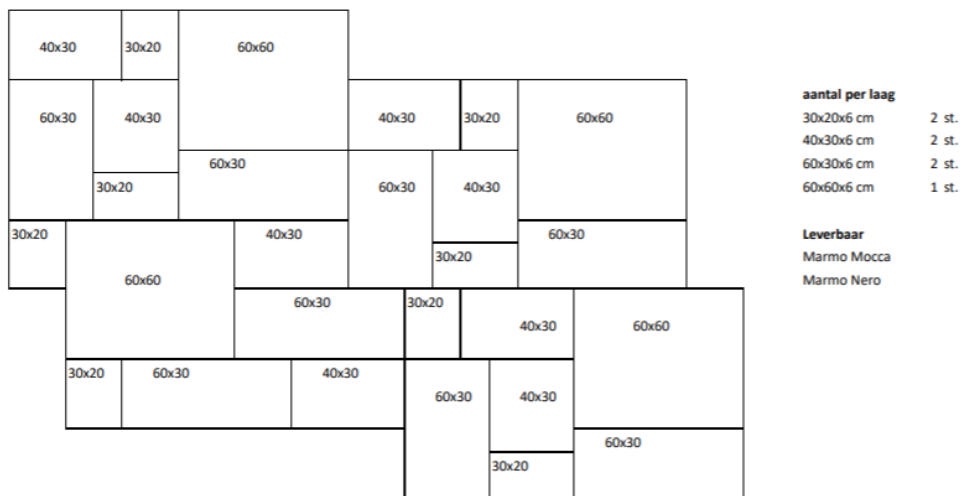 40x30 30x20 60x60
60x30 40x30 40x30 30x20 60x60
60x30
30x20 60x30 40x30
30x20 40x30 60x30
30x20
60x60
60x30 30x20
40x30 60x60
30x20 60x30 40x30
60x30 40x30
60x30
30x20
aantal per laag
30x20x6 cm 2 st.
40x30x6 cm 2 st.
60x30x6 cm 2 st.
60x60x6 cm 1 st.
Leverbaar
Marmo Mocca
Marmo Nero